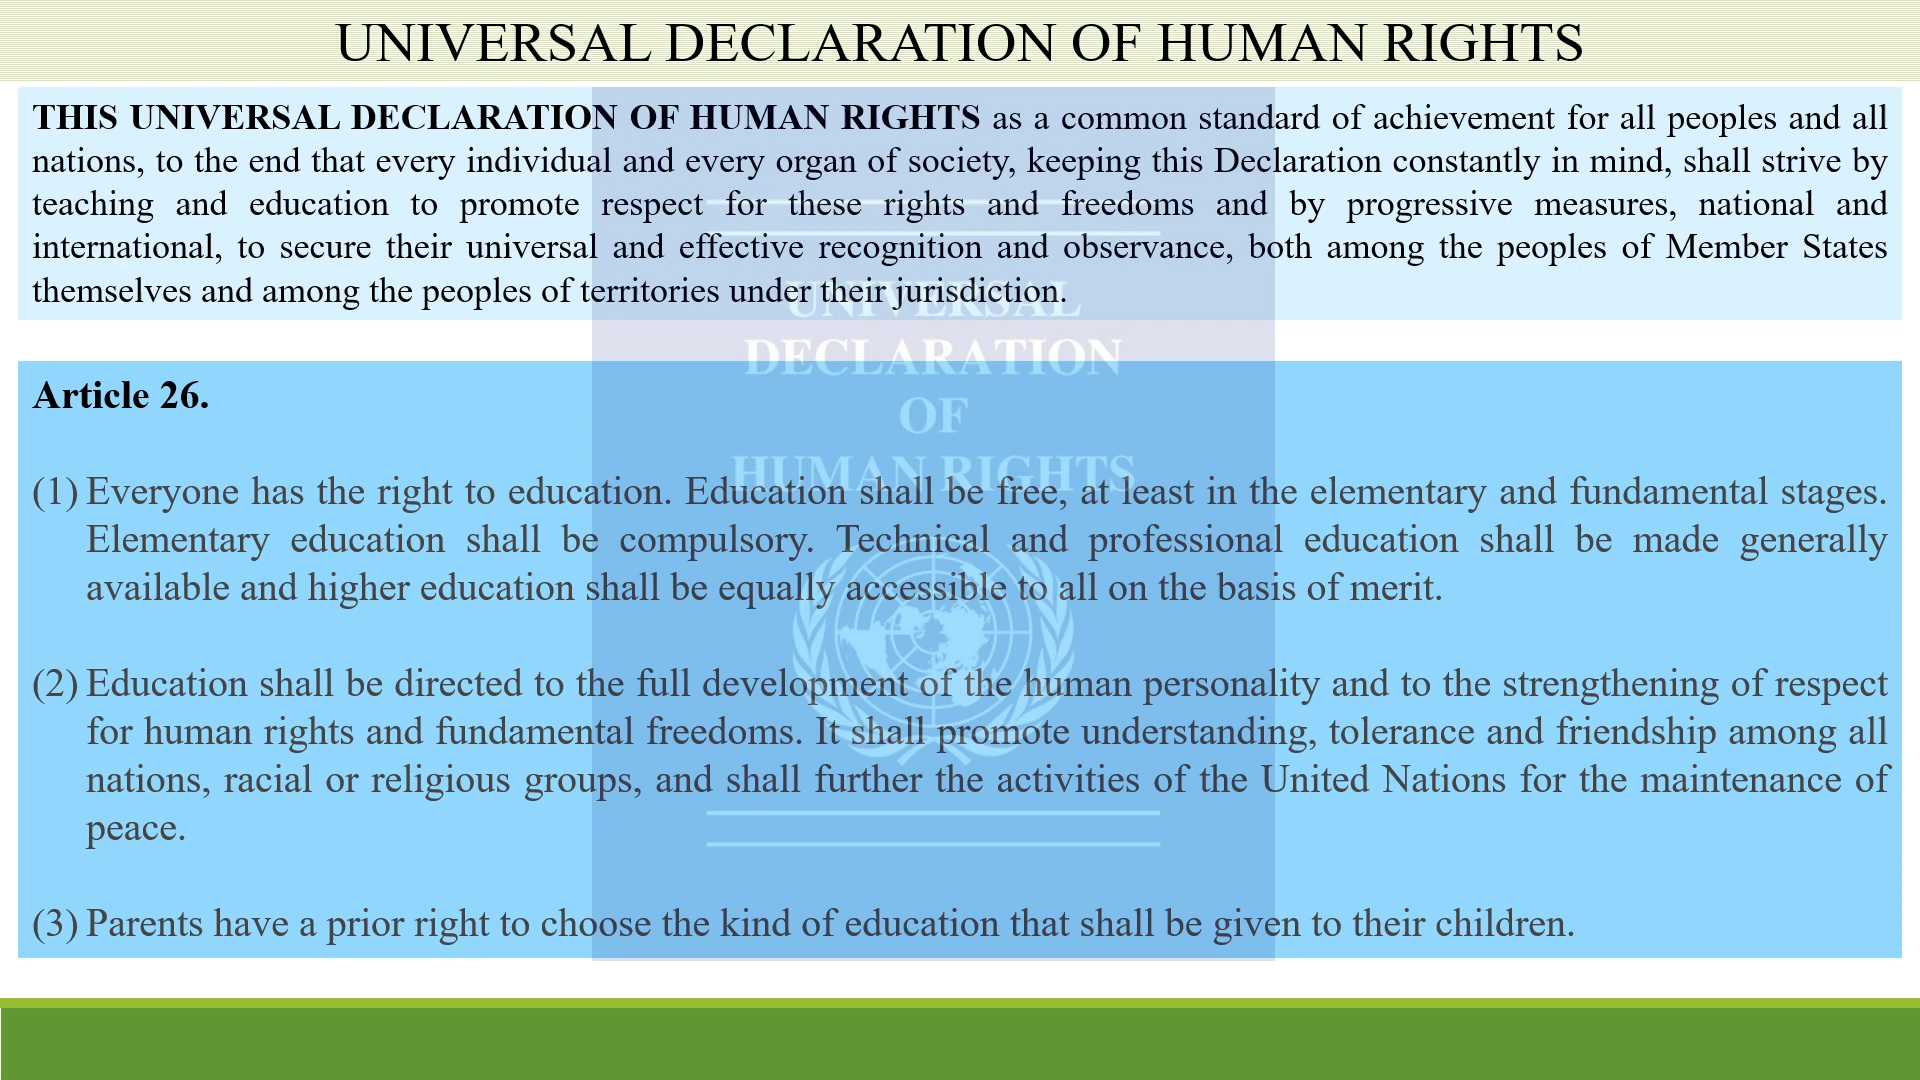 UNIVERSAL DECLARATION OF HUMAN RIGHTS
THIS UNIVERSAL DECLARATION OF HUMAN RIGHTS as a common standard of achievement for all peoples and all
nations, to the end that every individual and every organ of society, keeping this Declaration constantly in mind, shall strive by
teaching and education to promote respect for these rights and freedoms and by progressive measures, national and
international, to secure their universal and effective recognition and observance, both among the peoples of Member States
themselves and among the peoples of territories under their jurisdiction.
UNIVERSAL
DECLARATION
OF
HUMAN RIGHTS
Article 26.
(1) Everyone has the right to education. Education shall be free, at least in the elementary and fundamental stages.
Elementary education shall be compulsory. Technical and professional education shall be made generally
available and higher education shall be equally accessible to all on the basis of merit.
(2) Education shall be directed to the full development of the human personality and to the strengthening of respect
for human rights and fundamental freedoms. It shall promote understanding, tolerance and friendship among all
nations, racial or religious groups, and shall further the activities of the United Nations for the maintenance of
peace.
(3) Parents have a prior right to choose the kind of education that shall be given to their children.